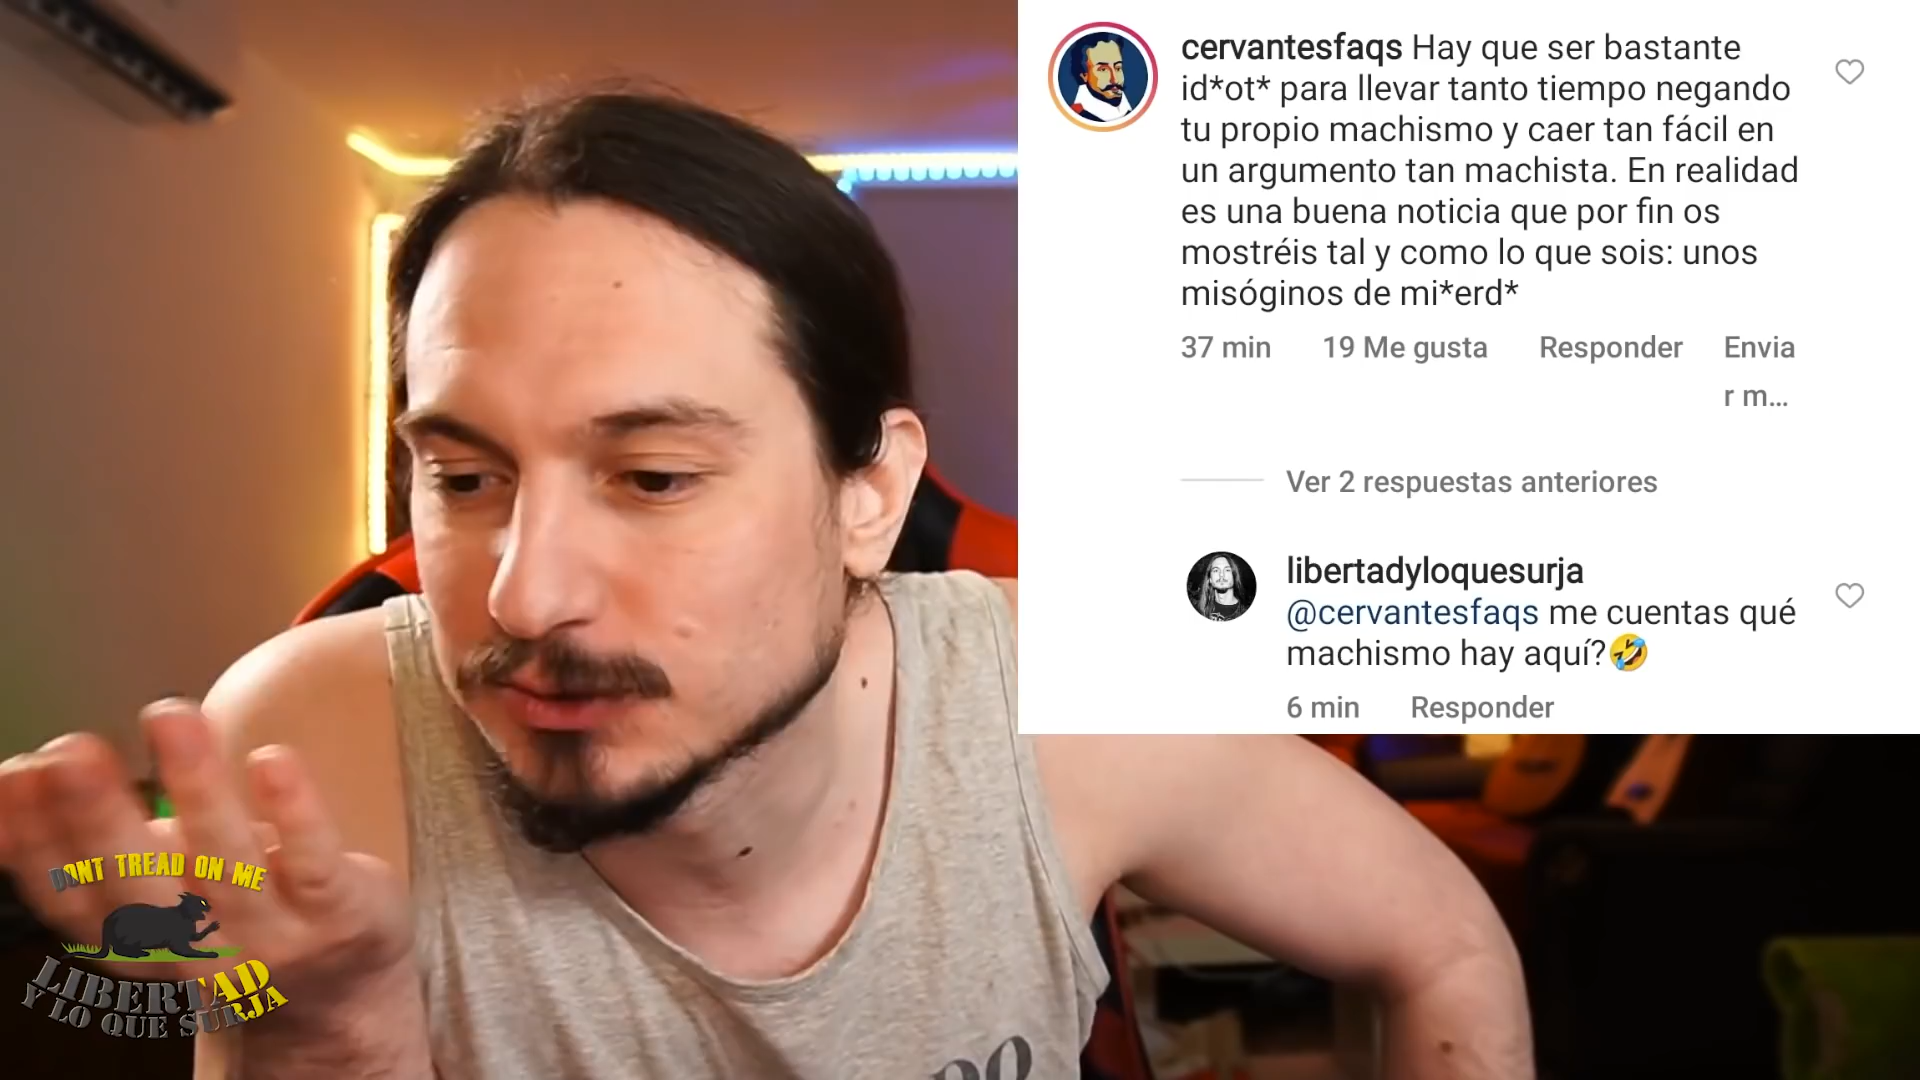 cervantesfaqs Hay que ser bastante
id*ot* para llevar tanto tiempo negando
tu propio machismo y caer tan fácil en
un argumento tan machista. En realidad
es una buena noticia que por fin os
mostréis tal y como lo que sois: unos
misóginos de mi*erd*
37 min 19 Me gusta Responder Envia
r m...
Ver 2 respuestas anteriores
libertadyloquesurja
@cervantesfaqs me cuentas qué
machismo hay aquí?🤣
6 min Responder
DONT TREAD ON ME
LIBERTAD
Y LO QUE SURJA